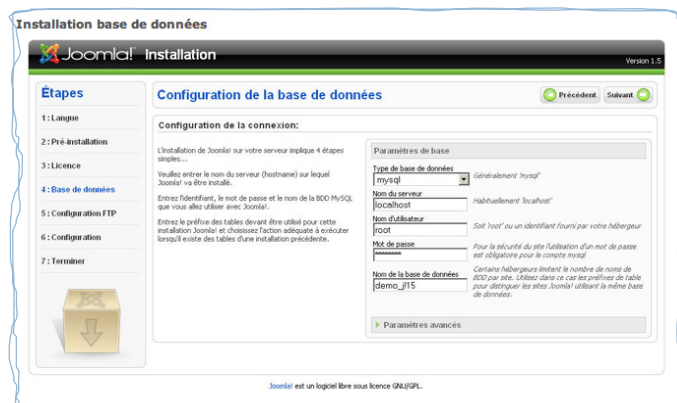 Installation base de données
Joomla! Installation
Version 1.5
Étapes
1 : Langue
2 : Pré-installation
3 : Licence
4 : Base de données
5 : Configuration FTP
6 : Configuration
7 : Terminer
Configuration de la base de données
Précédent
Suivant
Configuration de la connexion:
L'installation de Joomla! sur votre serveur implique 4 étapes
simples...
Veuillez entrer le nom du serveur (hostname) sur lequel
Joomla! va être installé.
Entrez l'identifiant, le mot de passe et le nom de la BDD MySQL
que vous allez utiliser avec Joomla!.
Entrez le préfixe des tables devant être utilisé pour cette
installation Joomla! et choisissez l'action adéquate à exécuter
lorsqu'il existe des tables d'une installation précédente.
Paramètres de base
Type de base de données
mysql
Généralement 'mysql'
Nom du serveur
localhost
Habituellement 'localhost'
Nom d'utilisateur
root
Soit 'root' ou un identifiant fourni par votre hébergeur
Mot de passe
********
Pour la sécurité du site l'utilisation d'un mot de passe
est obligatoire pour le compte mysql
Nom de la base de données
demo_jl15
Certains hébergeurs limitent le nombre de noms de
BDD par site. Utilisez dans ce cas les préfixes de table
pour distinguer les sites Joomla! utilisant la même base
de données.
Paramètres avancés
Joomla! est un logiciel libre sous licence GNU/GPL.